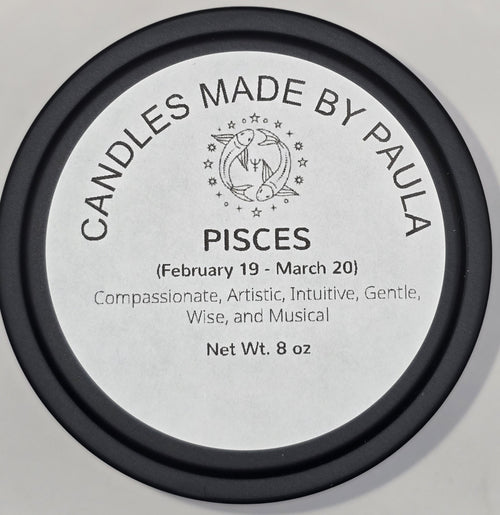 CANDLES MADE BY PAULA
PISCES
(February 19 - March 20)
Compassionate, Artistic, Intuitive, Gentle,
Wise, and Musical
Net Wt. 8 oz